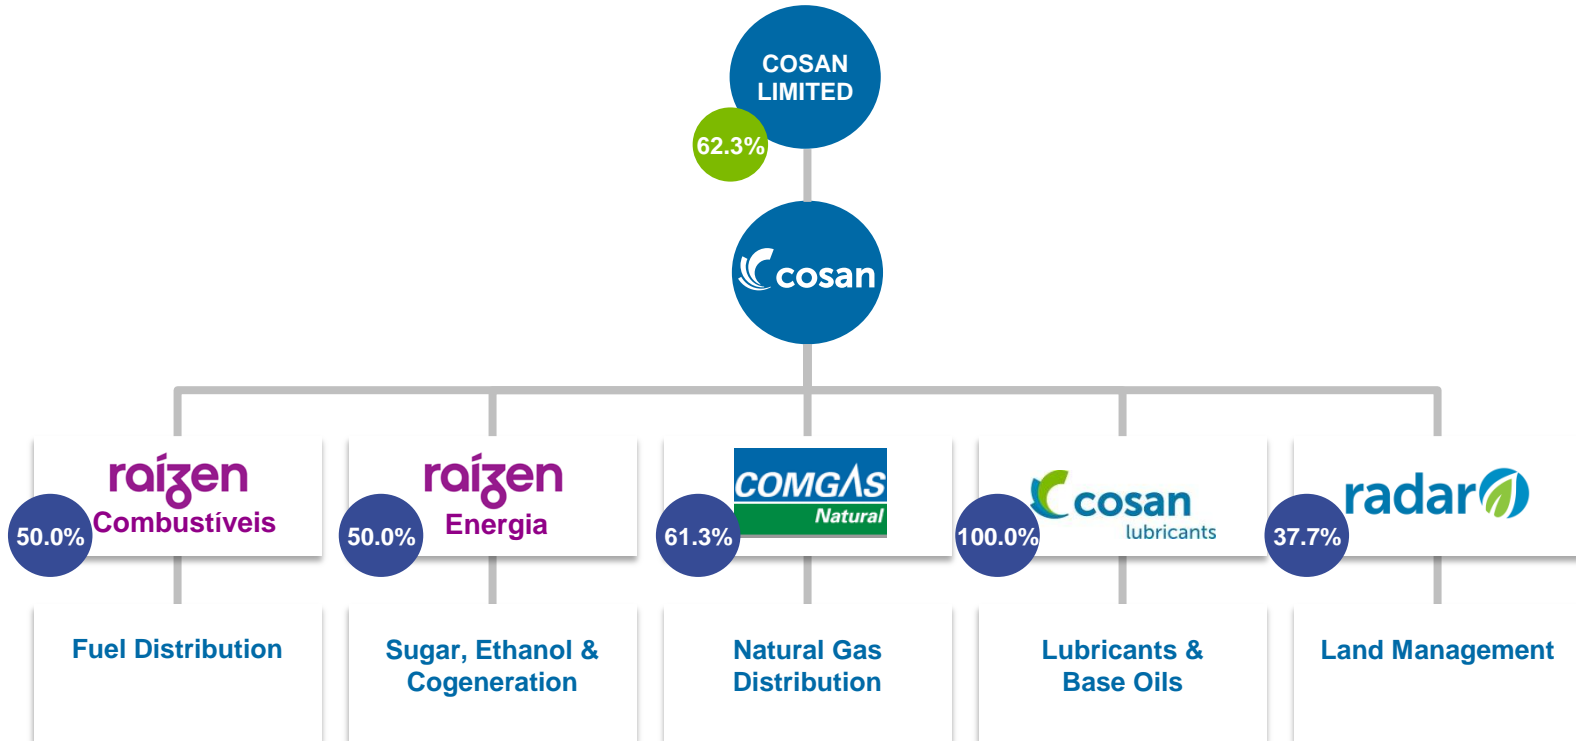 COSAN
LIMITED
62.3%
cosan
raízen
Combustíveis
50.0%
raízen
Energia
50.0%
COMGΛS
Natural
61.3%
cosan
lubricants
100.0%
radar
37.7%
Fuel Distribution
Sugar, Ethanol &
Cogeneration
Natural Gas
Distribution
Lubricants &
Base Oils
Land Management